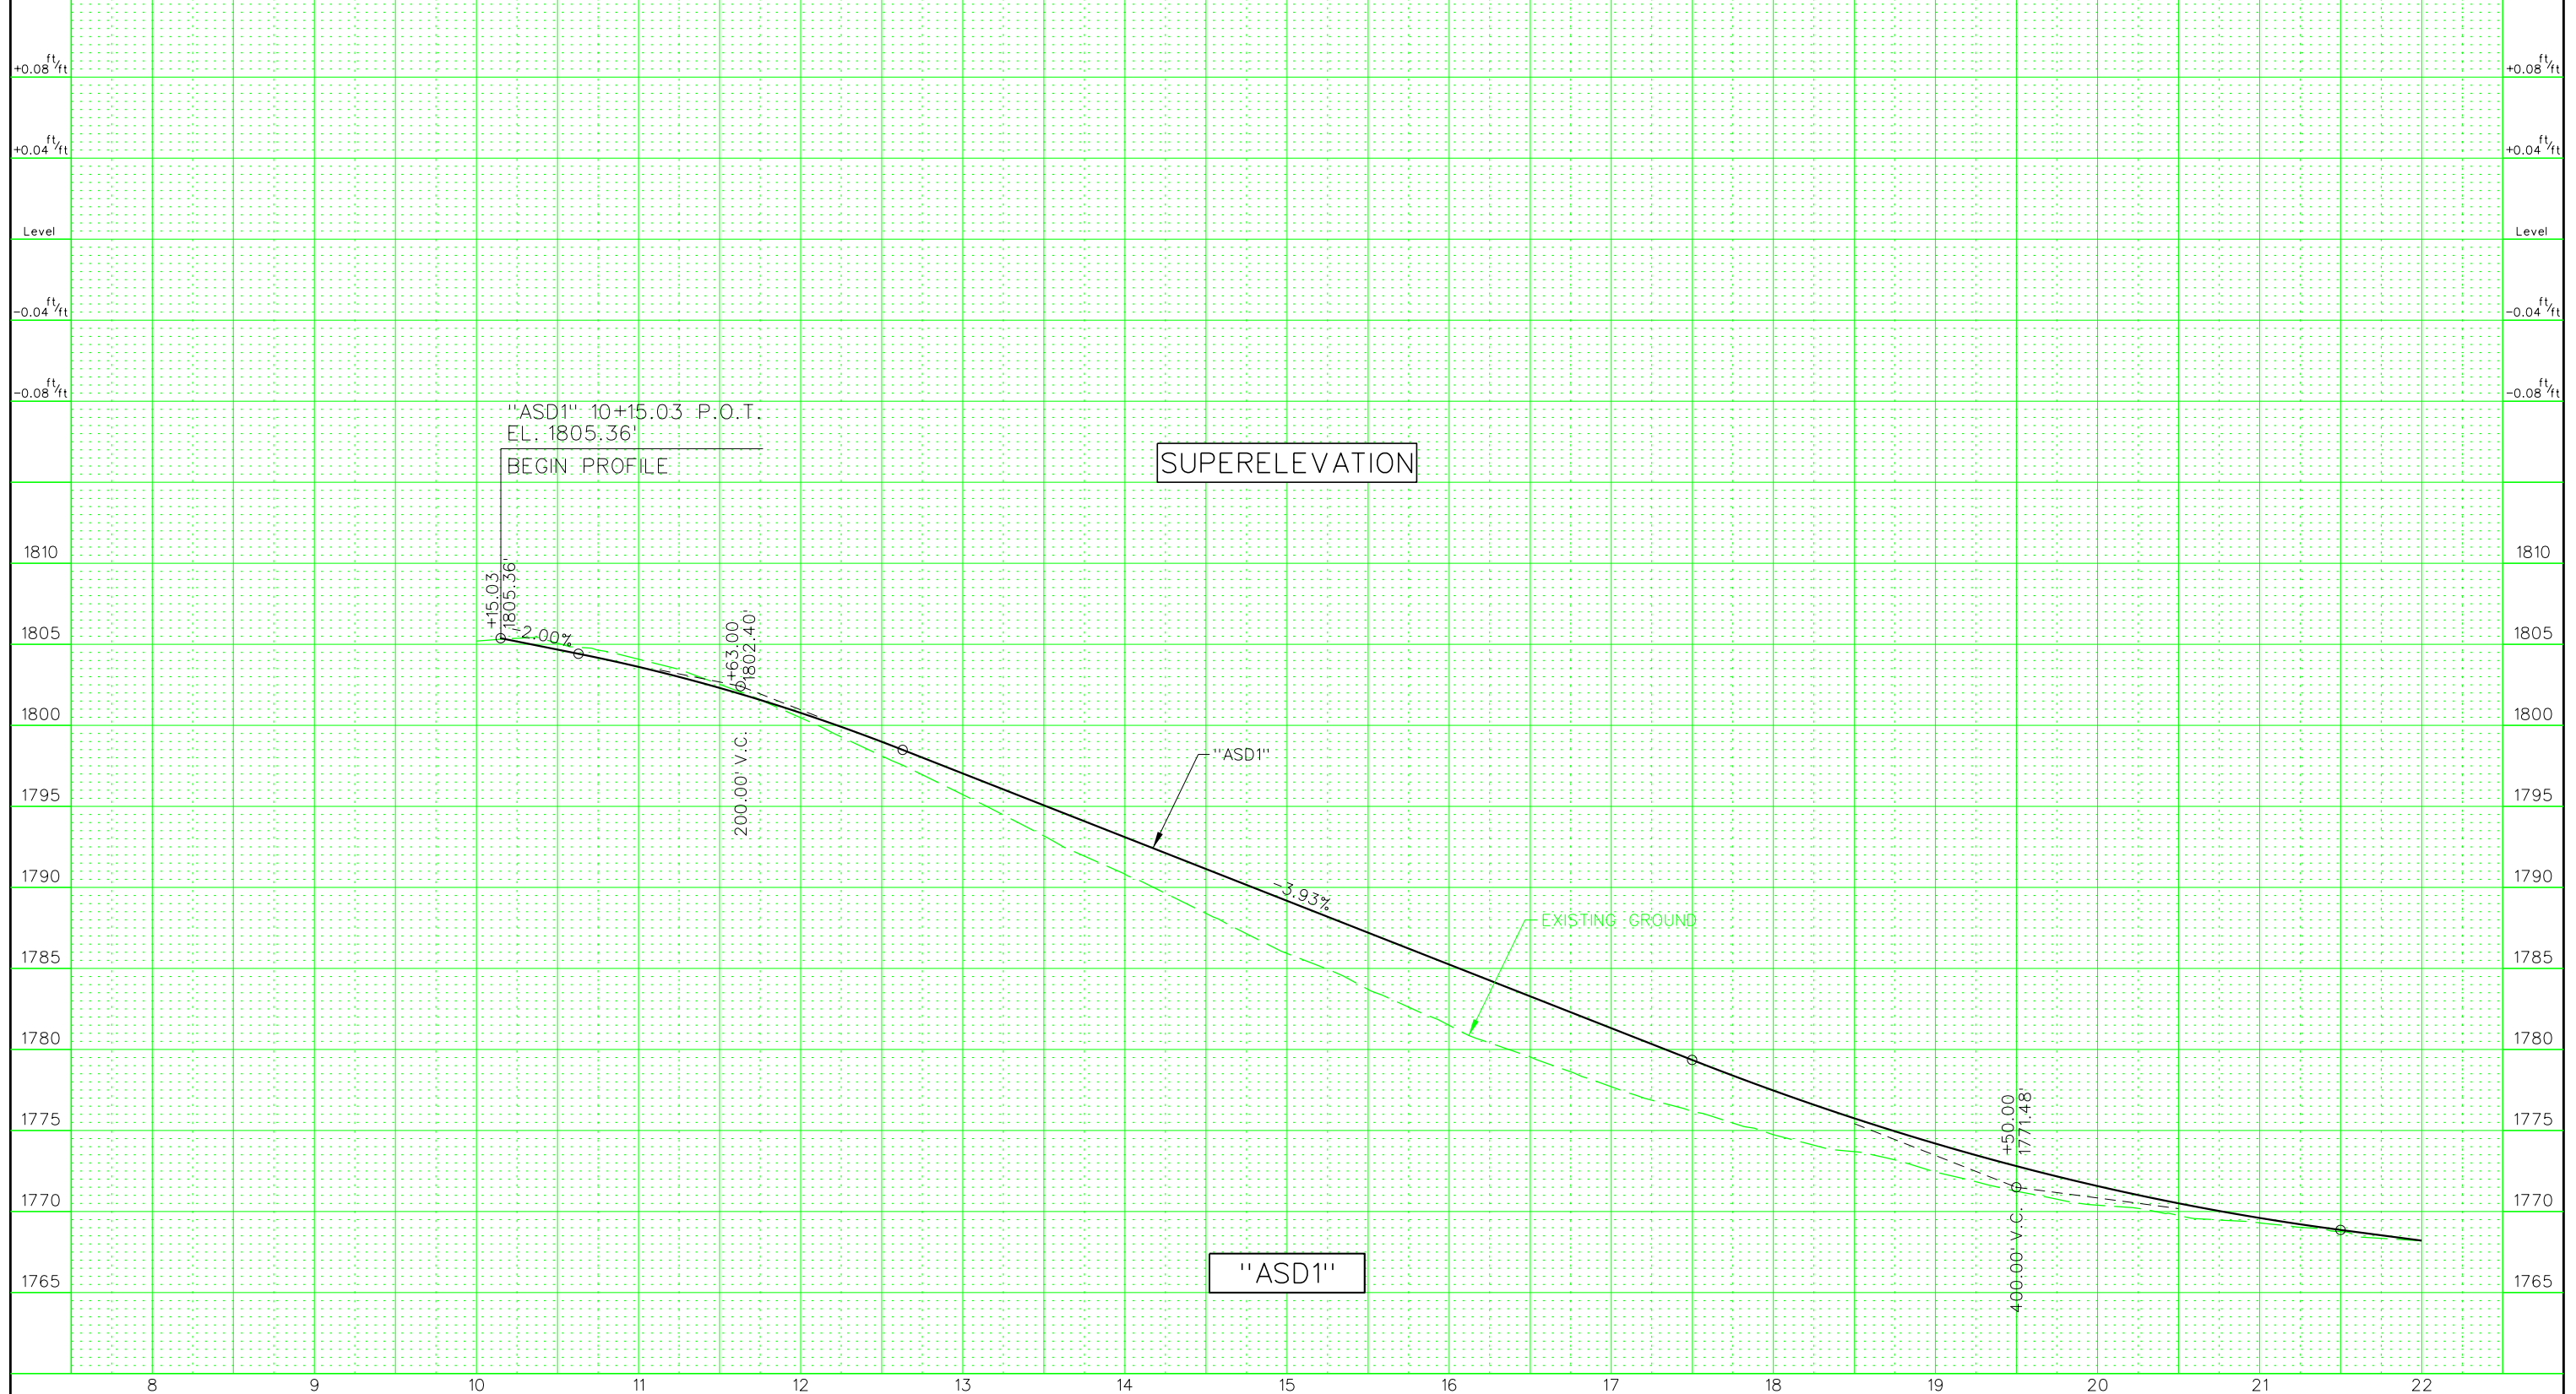 +0.08 ft/ft
+0.08 ft/ft
+0.04 ft/ft
+0.04 ft/ft
Level
Level
-0.04 ft/ft
-0.04 ft/ft
-0.08 ft/ft
-0.08 ft/ft
"ASD1" 10+15.03 P.O.T.
EL. 1805.36'
BEGIN PROFILE
SUPERELEVATION
1810
1810
+15.03
1805.36'
1805
-2.00%
+63.00
1802.40'
1805
1800
1800
200.00' V.C.
"ASD1"
1795
1795
1790
-3.93%
1790
EXISTING GROUND
1785
1785
1780
1780
1775
+50.00
1771.48'
1775
1770
1770
400.00' V.C.
"ASD1"
1765
1765
8 9 10 11 12 13 14 15 16 17 18 19 20 21 22